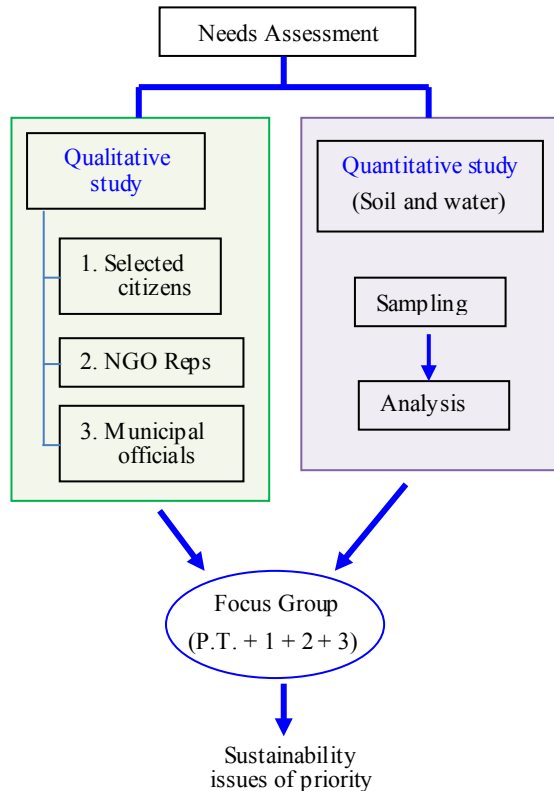 Needs Assessment
Qualitative
study
1. Selected
citizens
2. NGO Reps
3. Municipal
officials
Quantitative study
(Soil and water)
Sampling
Analysis
Focus Group
(P.T. + 1 + 2 + 3)
Sustainability
issues of priority